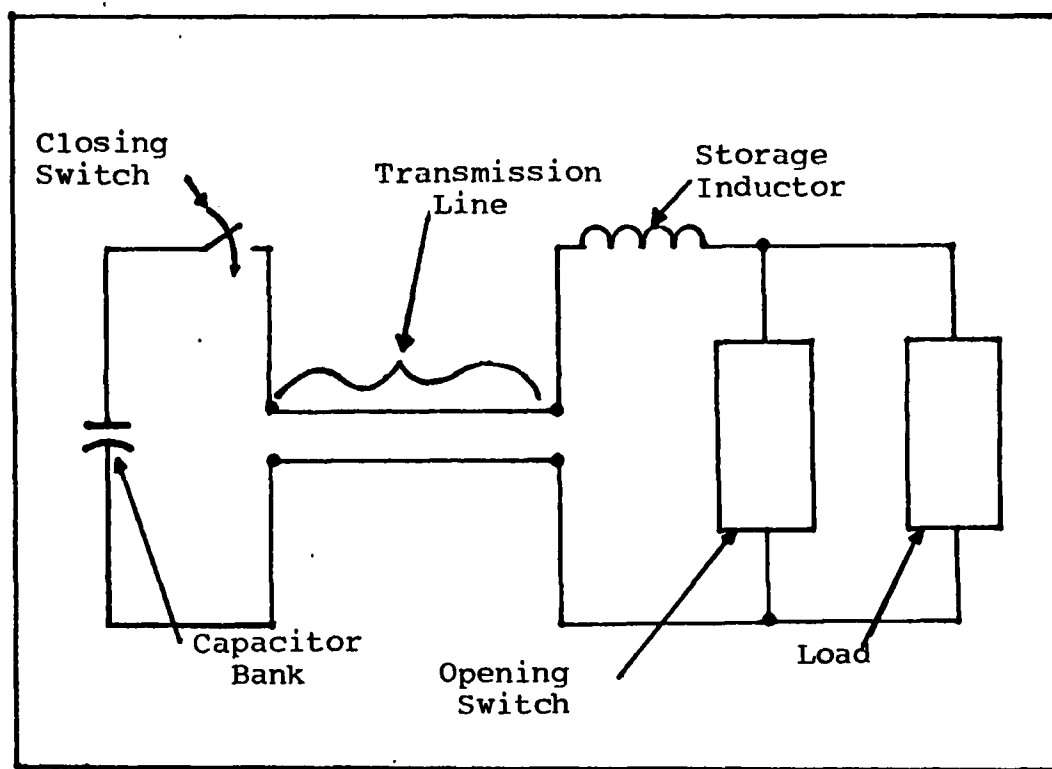 Closing
Switch
Transmission
Line
Storage
Inductor
Capacitor
Bank
Opening
Switch
Load